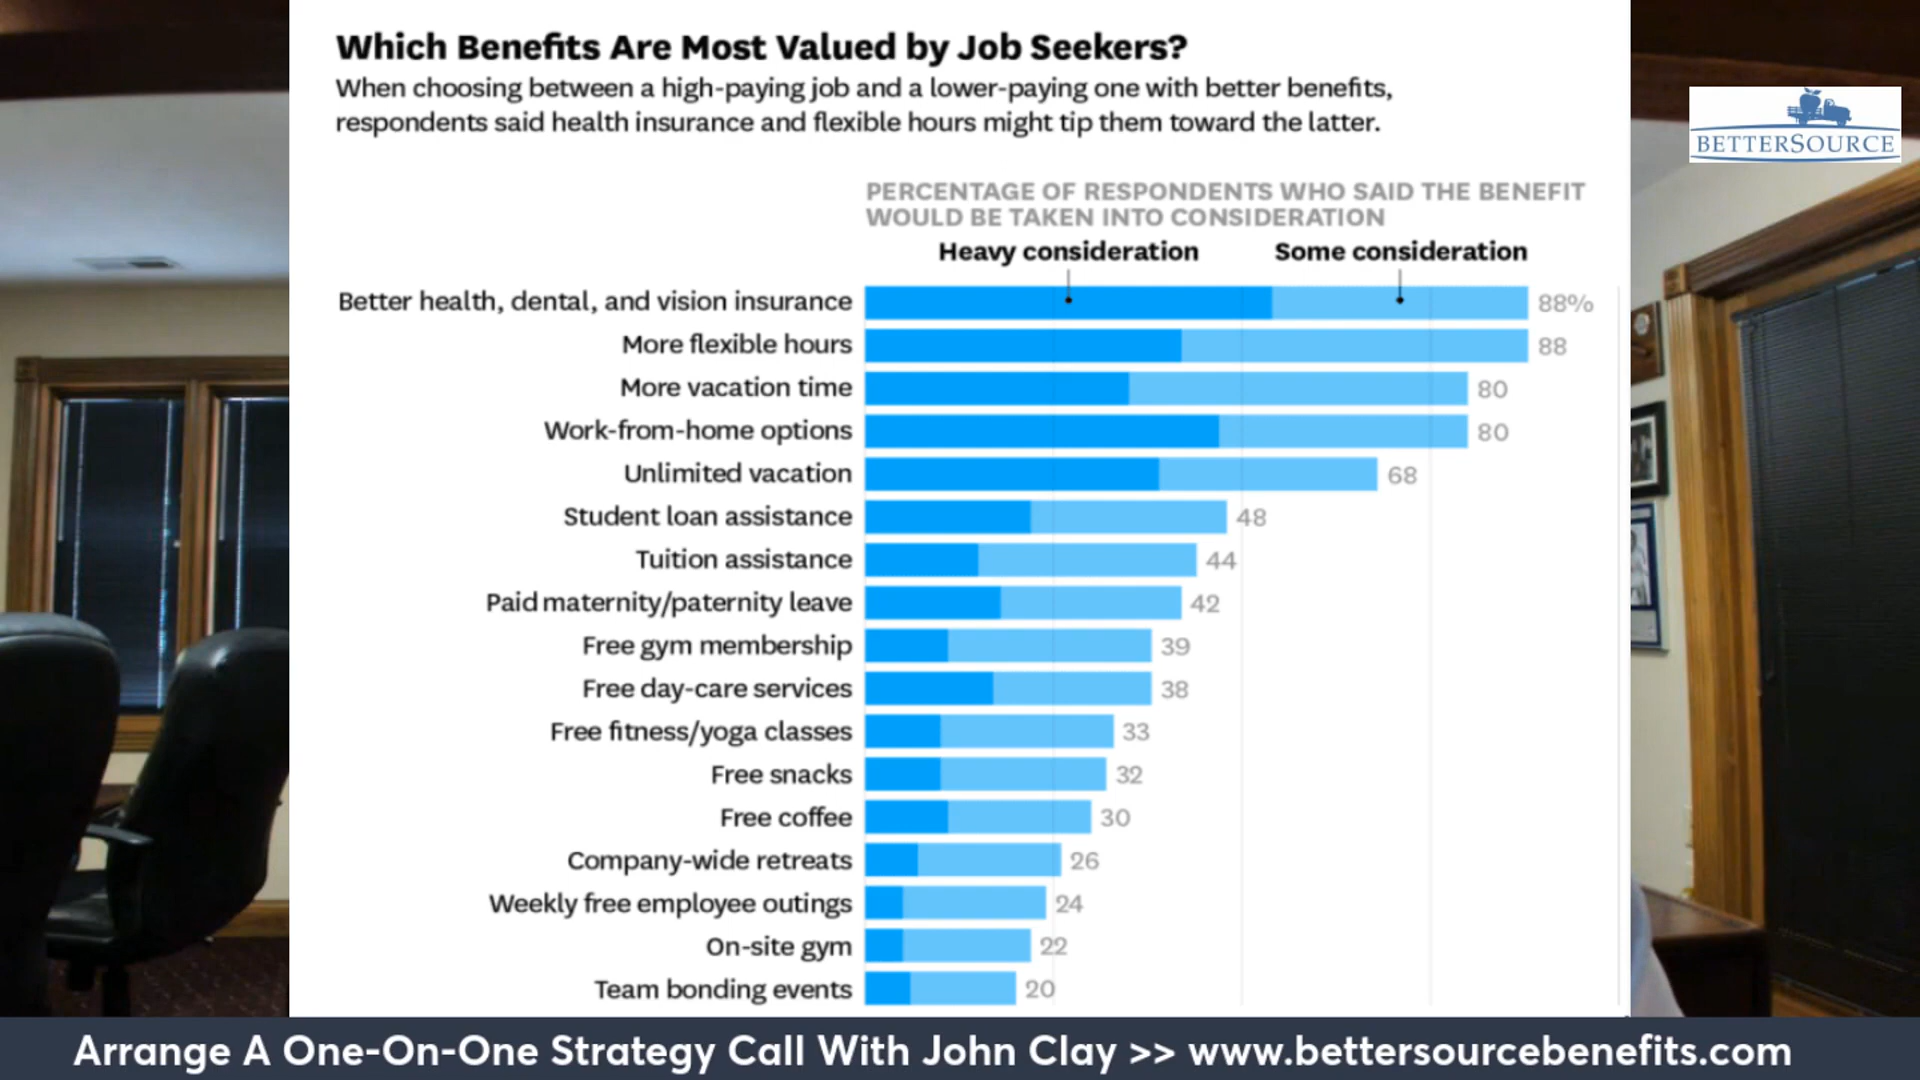 Which Benefits Are Most Valued by Job Seekers?
When choosing between a high-paying job and a lower-paying one with better benefits,
respondents said health insurance and flexible hours might tip them toward the latter.
BETTERSOURCE
PERCENTAGE OF RESPONDENTS WHO SAID THE BENEFIT
WOULD BE TAKEN INTO CONSIDERATION
Heavy consideration Some consideration
Better health, dental, and vision insurance 88%
More flexible hours 88
More vacation time 80
Work-from-home options 80
Unlimited vacation 68
Student loan assistance 48
Tuition assistance 44
Paid maternity/paternity leave 42
Free gym membership 39
Free day-care services 38
Free fitness/yoga classes 33
Free snacks 32
Free coffee 30
Company-wide retreats 26
Weekly free employee outings 24
On-site gym 22
Team bonding events 20
Arrange A One-On-One Strategy Call With John Clay >> www.bettersourcebenefits.com